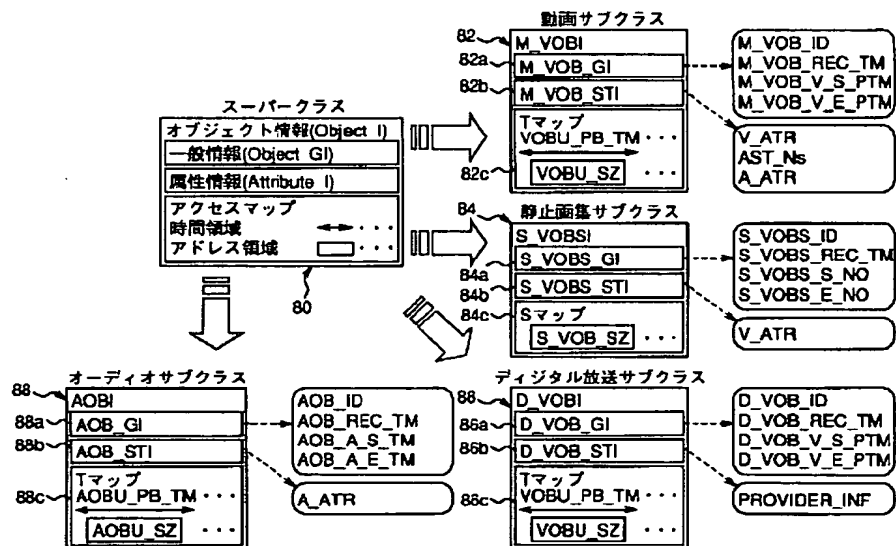 動画サブクラス
82
M_VOBI
82a
M_VOB_GI
82b
M_VOB_STI
Tマップ
VOBU_PB_TM ・・・
82c
VOBU_SZ ・・・
M_VOB_ID
M_VOB_REC_TM
M_VOB_V_S_PTM
M_VOB_V_E_PTM
V_ATR
AST_Ns
A_ATR
スーパークラス
オブジェクト情報(Object I)
一般情報(Object GI)
属性情報(Attribute I)
アクセスマップ
時間領域 ・・・
アドレス領域 ・・・
80
静止画集サブクラス
84
S_VOBSI
84a
S_VOBS_GI
84b
S_VOBS_STI
84c
Sマップ
S_VOB_SZ ・・・
S_VOBS_ID
S_VOBS_REC_TM
S_VOBS_S_NO
S_VOBS_E_NO
V_ATR
オーディオサブクラス
88
AOBI
88a
AOB_GI
88b
AOB_STI
Tマップ
88c
AOBU_PB_TM ・・・
AOBU_SZ ・・・
AOB_ID
AOB_REC_TM
AOB_A_S_TM
AOB_A_E_TM
A_ATR
ディジタル放送サブクラス
88
D_VOBI
86a
D_VOB_GI
86b
D_VOB_STI
Tマップ
86c
VOBU_PB_TM ・・・
VOBU_SZ ・・・
D_VOB_ID
D_VOB_REC_TM
D_VOB_V_S_PTM
D_VOB_V_E_PTM
PROVIDER_INF